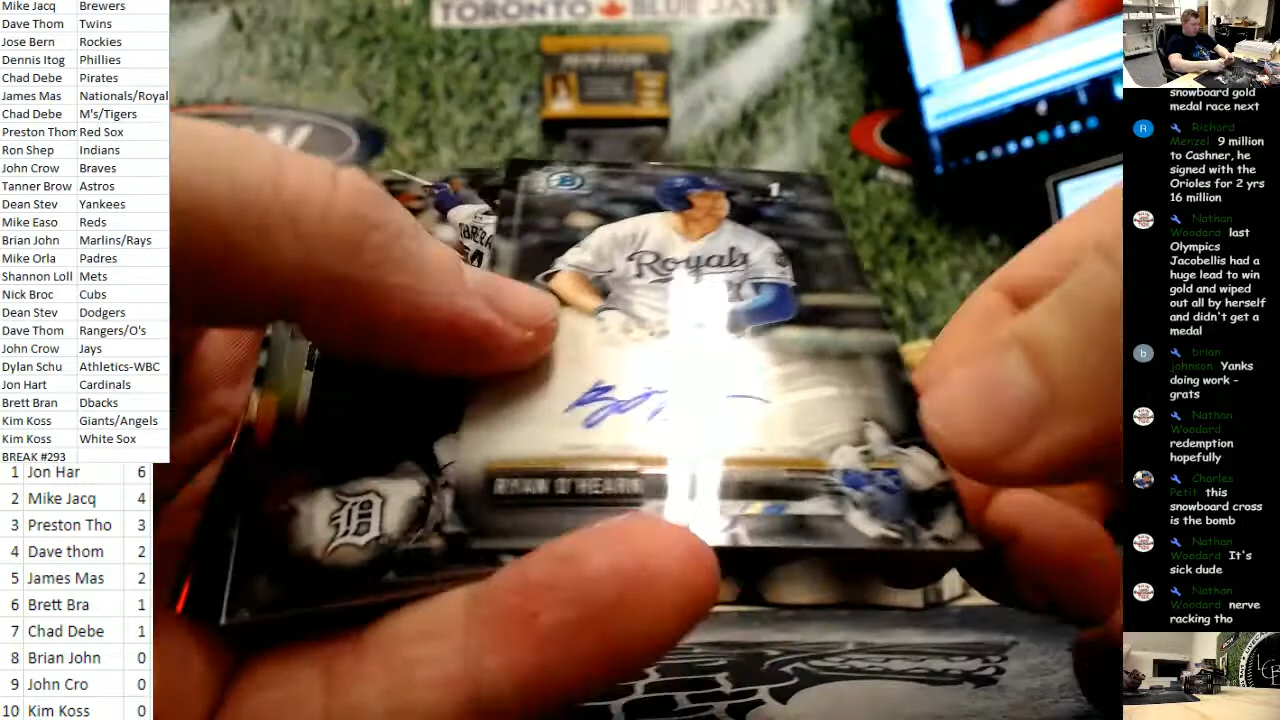 Mike Jacq Brewers
Dave Thom Twins
Jose Bern Rockies
Dennis Itog Phillies
Chad Debe Pirates
James Mas Nationals/Royal
Chad Debe M's/Tigers
Preston Thom Red Sox
Ron Shep Indians
John Crow Braves
Tanner Brow Astros
Dean Stev Yankees
Mike Easo Reds
Brian John Marlins/Rays
Mike Orla Padres
Shannon Loll Mets
Nick Broc Cubs
Dean Stev Dodgers
Dave Thom Rangers/O's
John Crow Jays
Dylan Schu Athletics-WBC
Jon Hart Cardinals
Brett Bran Dbacks
Kim Koss Giants/Angels
Kim Koss White Sox
BREAK #293
1 Jon Har 6
2 Mike Jacq 4
3 Preston Tho 3
4 Dave thom 2
5 James Mas 2
6 Brett Bra 1
7 Chad Debe 1
8 Brian John 0
9 John Cro 0
10 Kim Koss 0
TORONTO BLUE JAYS
B
1
Royals
RYAN O'HEARN
D
snowboard gold
medal race next
R Richard
Menzel 9 million
to Cashner, he
signed with the
Orioles for 2 yrs
16 million
Nathan
Woodard last
Olympics
Jacobellis had a
huge lead to win
gold and wiped
out all by herself
and didn't get a
medal
b brian
johnson Yanks
doing work -
grats
Nathan
Woodard
redemption
hopefully
Charles
Petit this
snowboard cross
is the bomb
Nathan
Woodard It's
sick dude
Nathan
Woodard nerve
racking tho